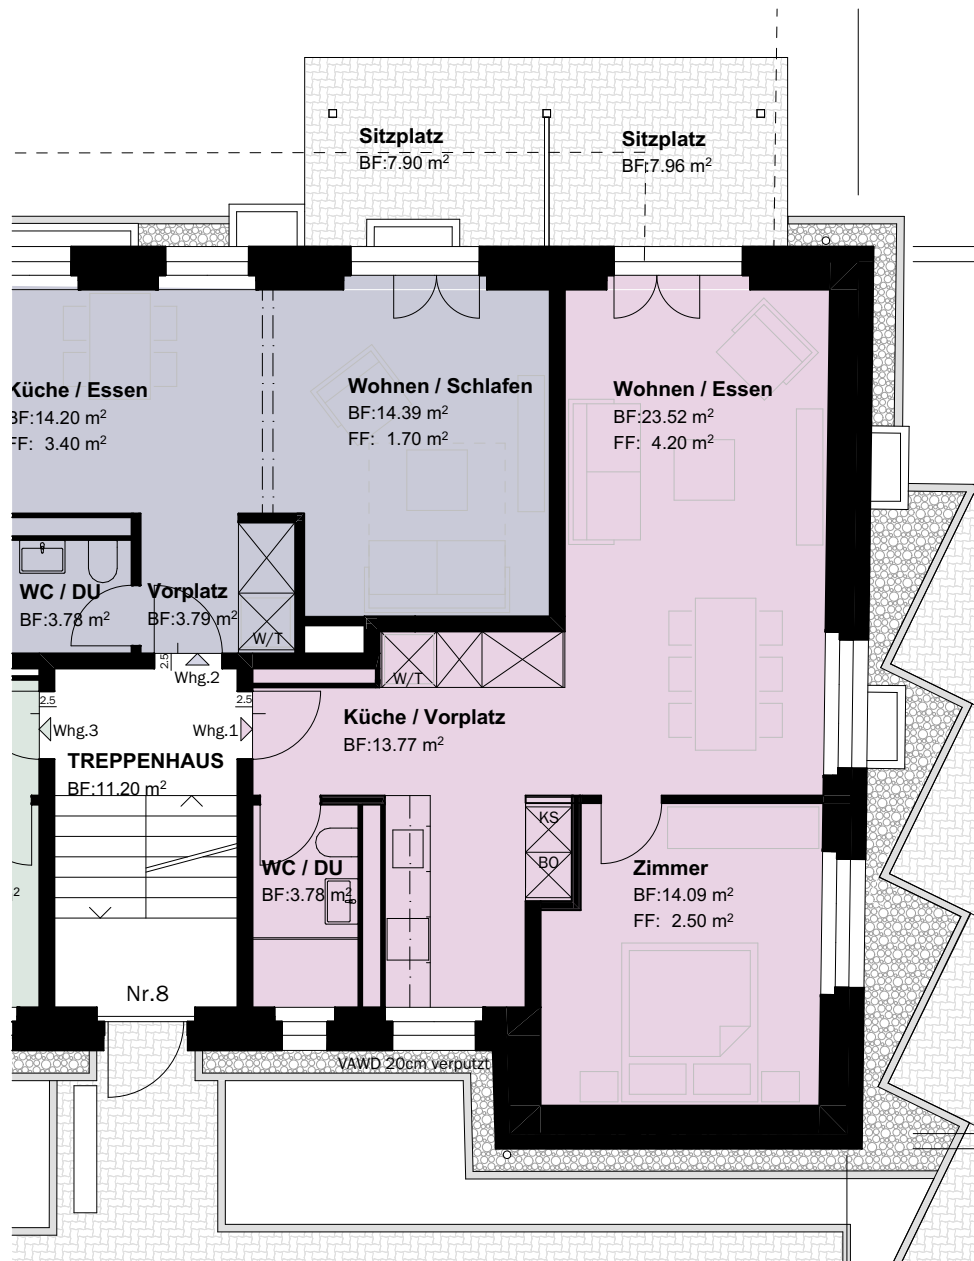 Sitzplatz
BF:7.90 m²
Sitzplatz
BF:7.96 m²
Küche / Essen
BF:14.20 m²
FF: 3.40 m²
Wohnen / Schlafen
BF:14.39 m²
FF: 1.70 m²
Wohnen / Essen
BF:23.52 m²
FF: 4.20 m²
WC / DU
BF:3.78 m²
Vorplatz
BF:3.79 m²
W/T
2.5
Whg.2
W/T
2.5
2.5
Whg.3
Whg.1
Küche / Vorplatz
BF:13.77 m²
TREPPENHAUS
BF:11.20 m²
KS
BO
WC / DU
BF:3.78 m²
Zimmer
BF:14.09 m²
FF: 2.50 m²
2
Nr.8
VAWD 20cm verputzt